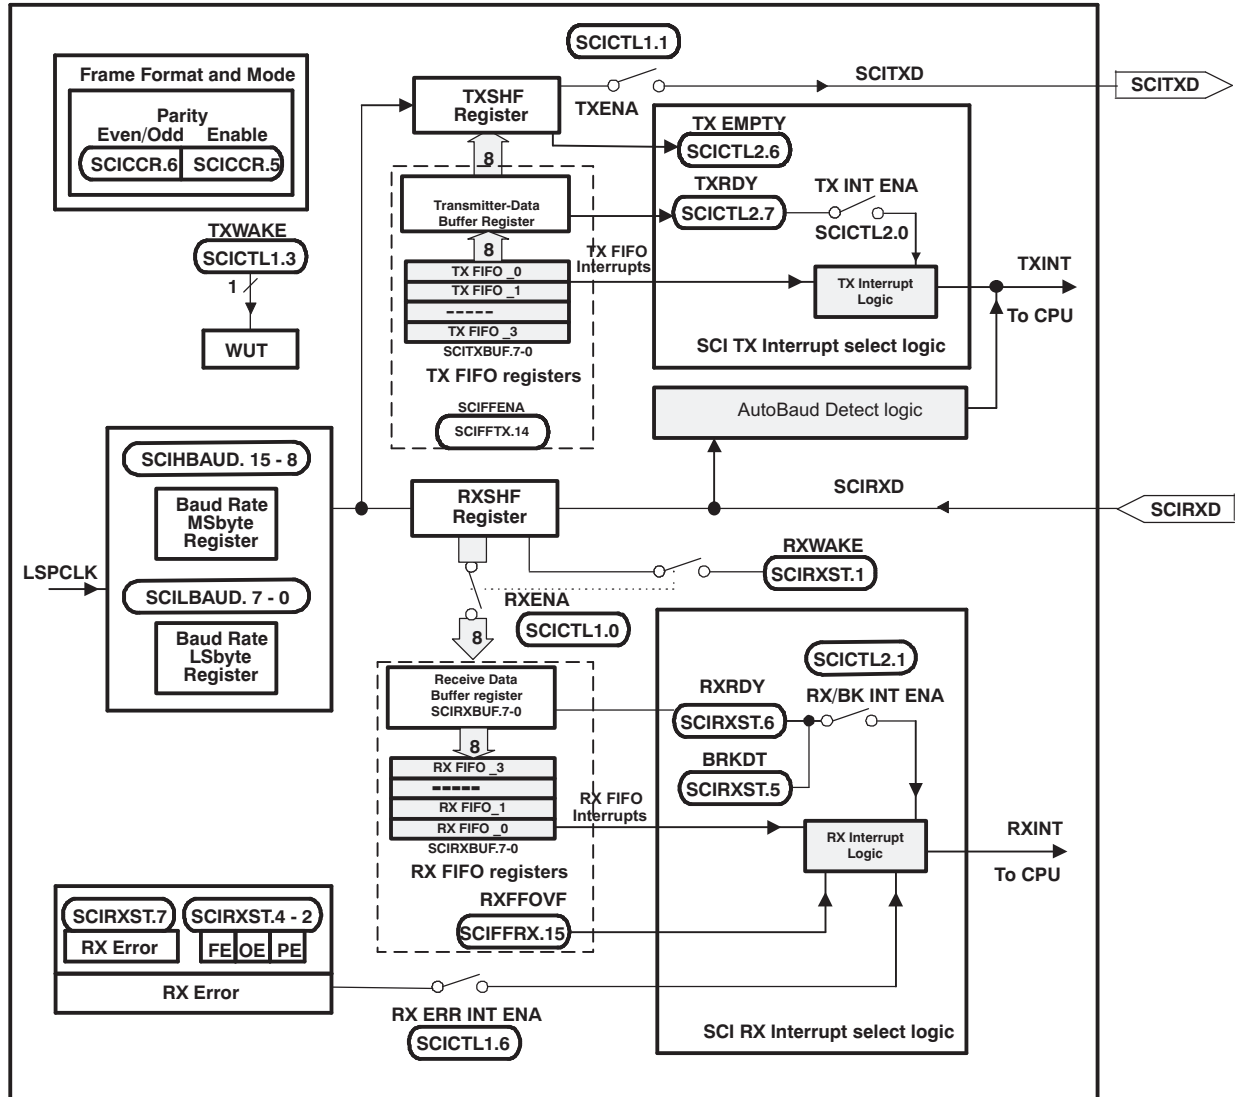 SCICTL1.1
Frame Format and Mode
Parity
Even/Odd Enable
SCICCR.6 SCICCR.5
TXSHF
Register
TXENA
SCITXD
SCITXD
TX EMPTY
SCICTL2.6
8
Transmitter-Data
Buffer Register
TXRDY
SCICTL2.7
TX INT ENA
SCICTL2.0
TXWAKE
SCICTL1.3
1
WUT
8
TX FIFO _0
TX FIFO _1
-----
TX FIFO _3
SCITXBUF.7-0
TX FIFO registers
SCIFFENA
SCIFFTX.14
TX FIFO
Interrupts
TX Interrupt
Logic
TXINT
To CPU
SCI TX Interrupt select logic
AutoBaud Detect logic
SCIHBAUD. 15 - 8
Baud Rate
MSbyte
Register
LSPCLK
SCILBAUD. 7 - 0
Baud Rate
LSbyte
Register
RXSHF
Register
SCIRXD
SCIRXD
RXWAKE
SCIRXST.1
RXENA
SCICTL1.0
8
Receive Data
Buffer register
SCIRXBUF.7-0
8
RX FIFO _3
-----
RX FIFO_1
RX FIFO _0
SCIRXBUF.7-0
RX FIFO registers
RXFFOVF
SCIFFRX.15
RX FIFO
Interrupts
SCICTL2.1
RXRDY
RX/BK INT ENA
SCIRXST.6
BRKDT
SCIRXST.5
RX Interrupt
Logic
RXINT
To CPU
SCI RX Interrupt select logic
SCIRXST.7 SCIRXST.4 - 2
RX Error FE OE PE
RX Error
RX ERR INT ENA
SCICTL1.6